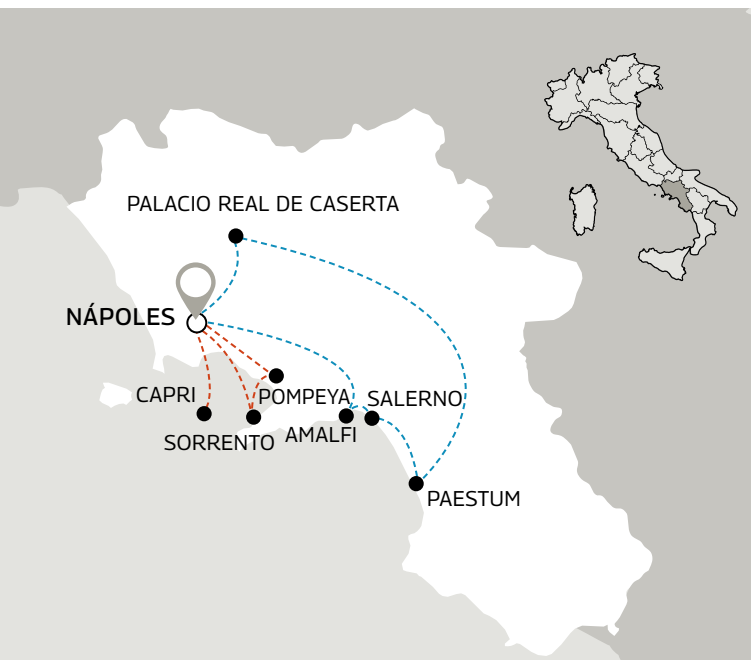 PALACIO REAL DE CASERTA
NÁPOLES
CAPRI
POMPEYA
SALERNO
SORRENTO
AMALFI
PAESTUM